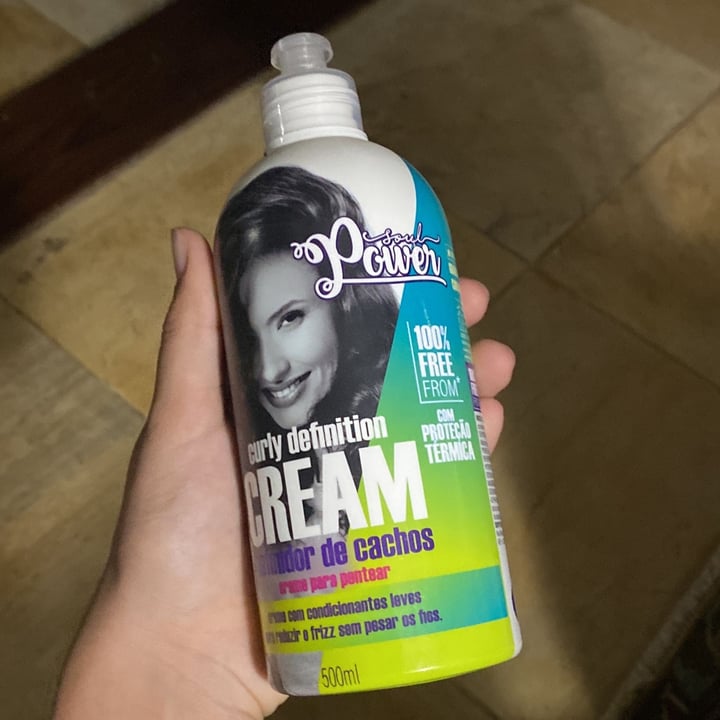 soul
Power
100%
FREE
FROM*
COM
PROTEÇÃO
TÉRMICA
curly definition
CREAM
de cachos
creme para pentear
com condicionantes leves
reduzir o frizz sem pesar os fios.
500ml